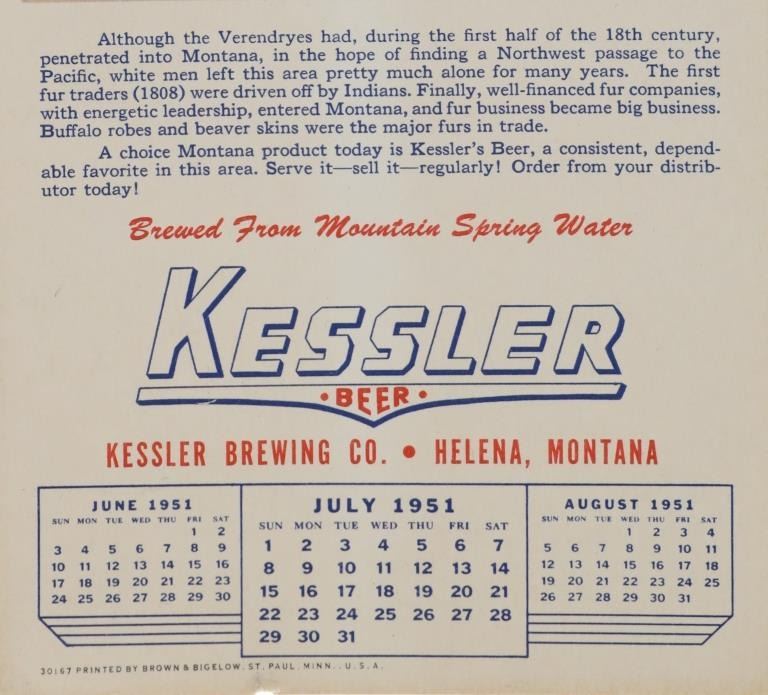 Although the Verendryes had, during the first half of the 18th century,
penetrated into Montana, in the hope of finding a Northwest passage to the
Pacific, white men left this area pretty much alone for many years. The first
fur traders (1808) were driven off by Indians. Finally, well-financed fur companies,
with energetic leadership, entered Montana, and fur business became big business.
Buffalo robes and beaver skins were the major furs in trade.
A choice Montana product today is Kessler's Beer, a consistent, depend-
able favorite in this area. Serve it—sell it—regularly! Order from your distrib-
utor today!
Brewed From Mountain Spring Water
KESSLER
• BEER •
KESSLER BREWING CO. • HELENA, MONTANA
JUNE 1951
SUN MON TUE WED THU FRI SAT
1 2
3 4 5 6 7 8 9
10 11 12 13 14 15 16
17 18 19 20 21 22 23
24 25 26 27 28 29 30
JULY 1951
SUN MON TUE WED THU FRI SAT
1 2 3 4 5 6 7
8 9 10 11 12 13 14
15 16 17 18 19 20 21
22 23 24 25 26 27 28
29 30 31
AUGUST 1951
SUN MON TUE WED THU FRI SAT
1 2 3 4
5 6 7 8 9 10 11
12 13 14 15 16 17 18
19 20 21 22 23 24 25
26 27 28 29 30 31
30167 PRINTED BY BROWN & BIGELOW, ST. PAUL, MINN., U.S.A.